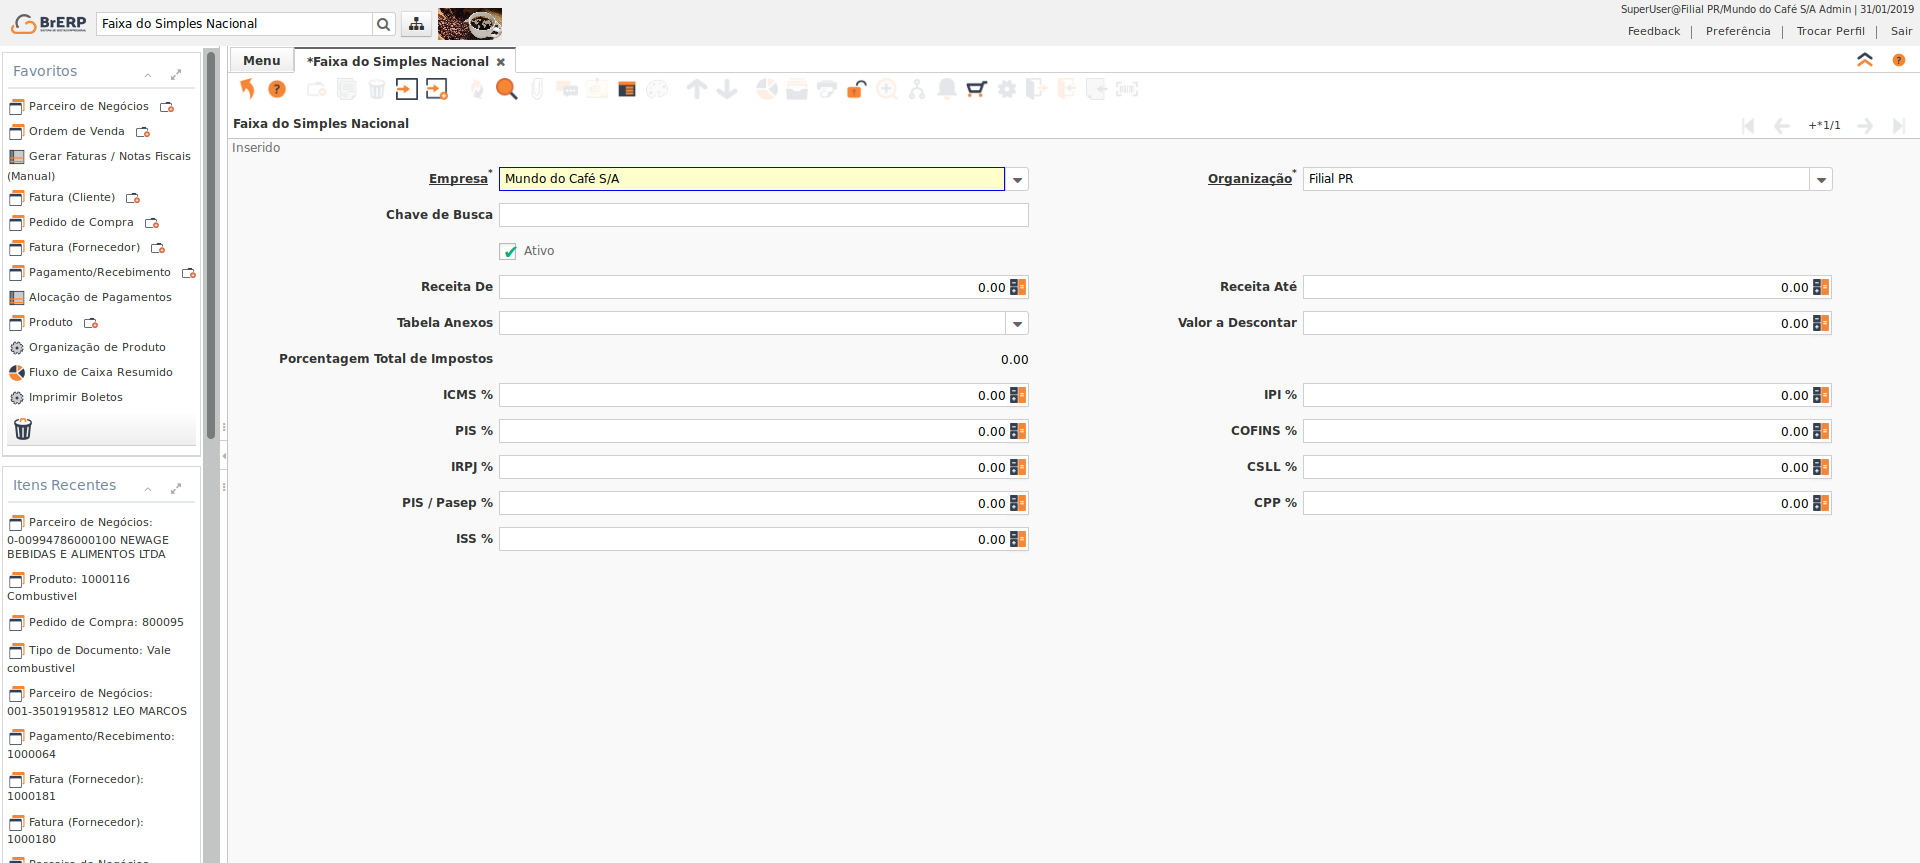 BrERP
Faixa do Simples Nacional
SuperUser@Filial PR/Mundo do Café S/A Admin | 31/01/2019
Feedback | Preferência | Trocar Perfil | Sair
Menu
*Faixa do Simples Nacional
Favoritos
Parceiro de Negócios
Ordem de Venda
Gerar Faturas / Notas Fiscais
(Manual)
Fatura (Cliente)
Pedido de Compra
Fatura (Fornecedor)
Pagamento/Recebimento
Alocação de Pagamentos
Produto
Organização de Produto
Fluxo de Caixa Resumido
Imprimir Boletos
Itens Recentes
Parceiro de Negócios:
0-00994786000100 NEWAGE
BEBIDAS E ALIMENTOS LTDA
Produto: 1000116
Combustivel
Pedido de Compra: 800095
Tipo de Documento: Vale
combustivel
Parceiro de Negócios:
001-35019195812 LEO MARCOS
Pagamento/Recebimento:
1000064
Fatura (Fornecedor):
1000181
Fatura (Fornecedor):
1000180
Parceiro de Negócios
Faixa do Simples Nacional
+*1/1
Inserido
Empresa* Mundo do Café S/A
Organização* Filial PR
Chave de Busca
Ativo
Receita De 0.00
Receita Até 0.00
Tabela Anexos
Valor a Descontar 0.00
Porcentagem Total de Impostos 0.00
ICMS % 0.00
IPI % 0.00
PIS % 0.00
COFINS % 0.00
IRPJ % 0.00
CSLL % 0.00
PIS / Pasep % 0.00
CPP % 0.00
ISS % 0.00